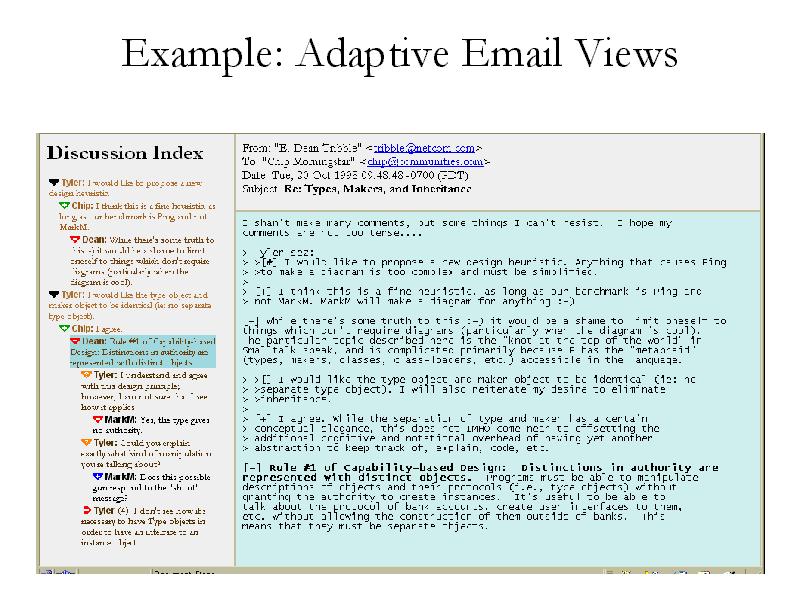 Example: Adaptive Email Views
Discussion Index
Tyler: I would like to propose a new
design heuristic.
Chip: I think this is a fine heuristic, as
long as our benchmark is Ping and not
MarkM.
Dean: While there's some truth to
this it would be a shame to limit
oneself to things which don't require
diagrams (particularly when the
diagram is cool).
Tyler: I would like the type object and
maker object to be identical (ie: no separate
type object).
Chip: I agree.
Dean: Rule #1 of Capability-based
Design: Distinctions in authority are
represented with distinct objects.
Tyler: I understand and agree
with this design principle;
however, I am not sure that I see
how it applies
MarkM: Yes, the type gives
no authority.
Tyler: Could you explain
exactly what kind of manipulation
you're talking about?
MarkM: Does this possible
gun respond to the "shoot"
message?
Tyler (4): I don't see how it's
necessary to have Type objects in
order to have an interface to an
instance object.
From: "E. Dean Tribble" <tribble@netcom.com>
To: "Chip Morningstar" <chip@communities.com>
Date: Tue, 20 Oct 1998 09:48:48 -0700 (PDT)
Subject: Re: Types, Makers, and Inheritance
I shan't make many comments, but some things I can't resist. I hope my
comments are not too tense....
> Tyler sez:
> >[#] I would like to propose a new design heuristic. Anything that causes Ping
> >to make a diagram is too complex and must be simplified.
>
> [] I think this is a fine heuristic, as long as our benchmark is Ping and
> not MarkM. MarkM will make a diagram for anything :-)
[-] While there's some truth to this :-) it would be a shame to limit oneself to
things which don't require diagrams (particularly when the diagram is cool).
The particular topic described here is the "knot at the top of the world" in
Smalltalk speak, and is complicated primarily because E has the "metaobjs"
(types, makers, classes, class-loaders, etc.) accessible in the language.
> >[] I would like the type object and maker object to be identical (ie: no
> >separate type object). I will also reiterate my desire to eliminate
> >inheritance.
>
> [+] I agree. While the separation of type and maker has a certain
> conceptual elegance, this does IMHO come near to offsetting the
> additional cognitive and notational overhead of having yet another
> abstraction to keep track of, explain, code, etc.
[-] Rule #1 of Capability-based Design: Distinctions in authority are
represented with distinct objects. Programs must be able to manipulate
descriptions of objects and their protocols (i.e., type objects) without
granting the authority to create instances. It's useful to be able to
talk about the protocol of bank accounts, create user interfaces to them,
etc. without allowing the construction of them outside of banks. This
means that they must be separate objects.